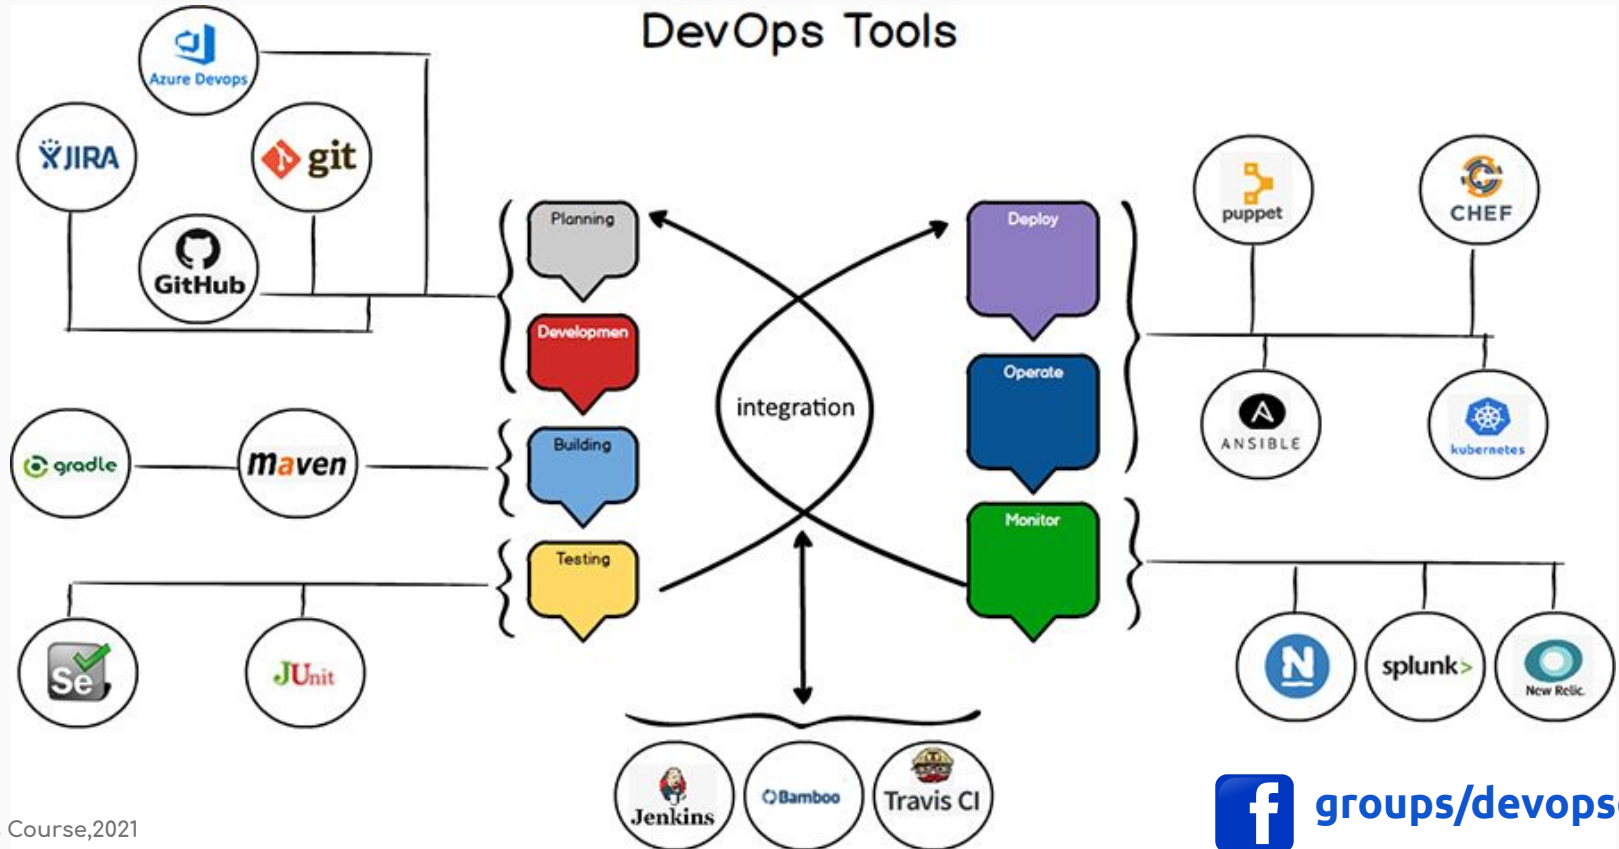 DevOps Tools
Azure Devops
JIRA
git
GitHub
Planning
Developmen
Building
Testing
integration
Deploy
Operate
Monitor
puppet
CHEF
ANSIBLE
kubernetes
gradle
maven
Se
JUnit
N
splunk>
New Relic.
Jenkins
Bamboo
Travis CI
Course,2021
f groups/devops